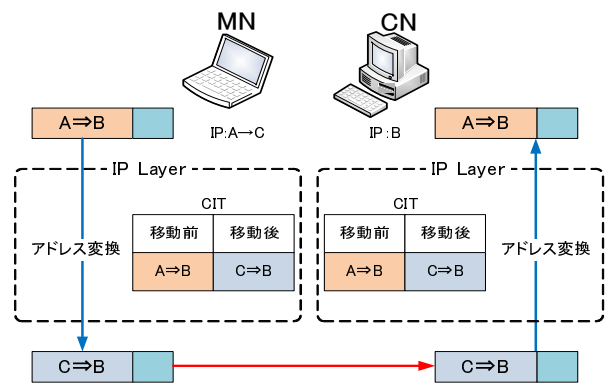 MN
CN
IP:A→C
IP:B
A⇒B
A⇒B
IP Layer
IP Layer
CIT
CIT
移動前 移動後
移動前 移動後
アドレス変換
アドレス変換
A⇒B C⇒B
A⇒B C⇒B
C⇒B
C⇒B